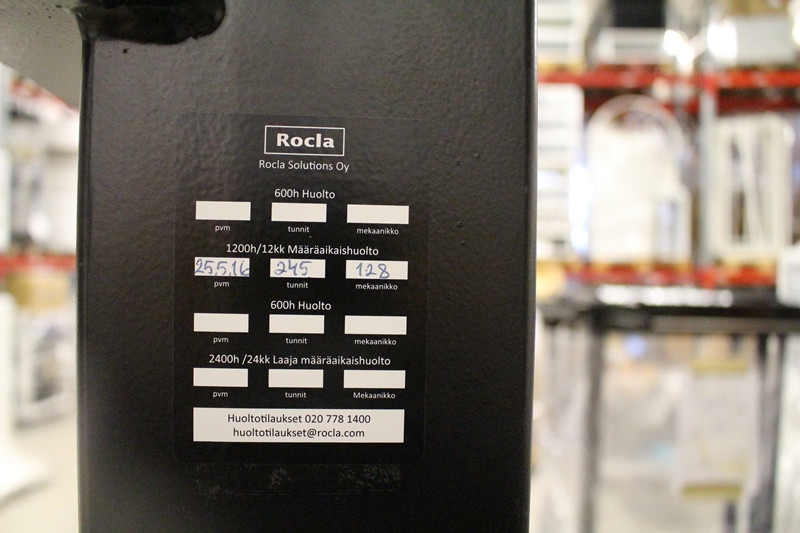 Rocla
Rocla Solutions Oy
600h Huolto
pvm tunnit mekaanikko
1200h/12kk Määräaikaishuolto
25.5.16 245 128
pvm tunnit mekaanikko
600h Huolto
pvm tunnit mekaanikko
2400h /24kk Laaja määräaikaishuolto
pvm tunnit Mekaanikko
Huoltotilaukset 020 778 1400
huoltotilaukset@rocla.com